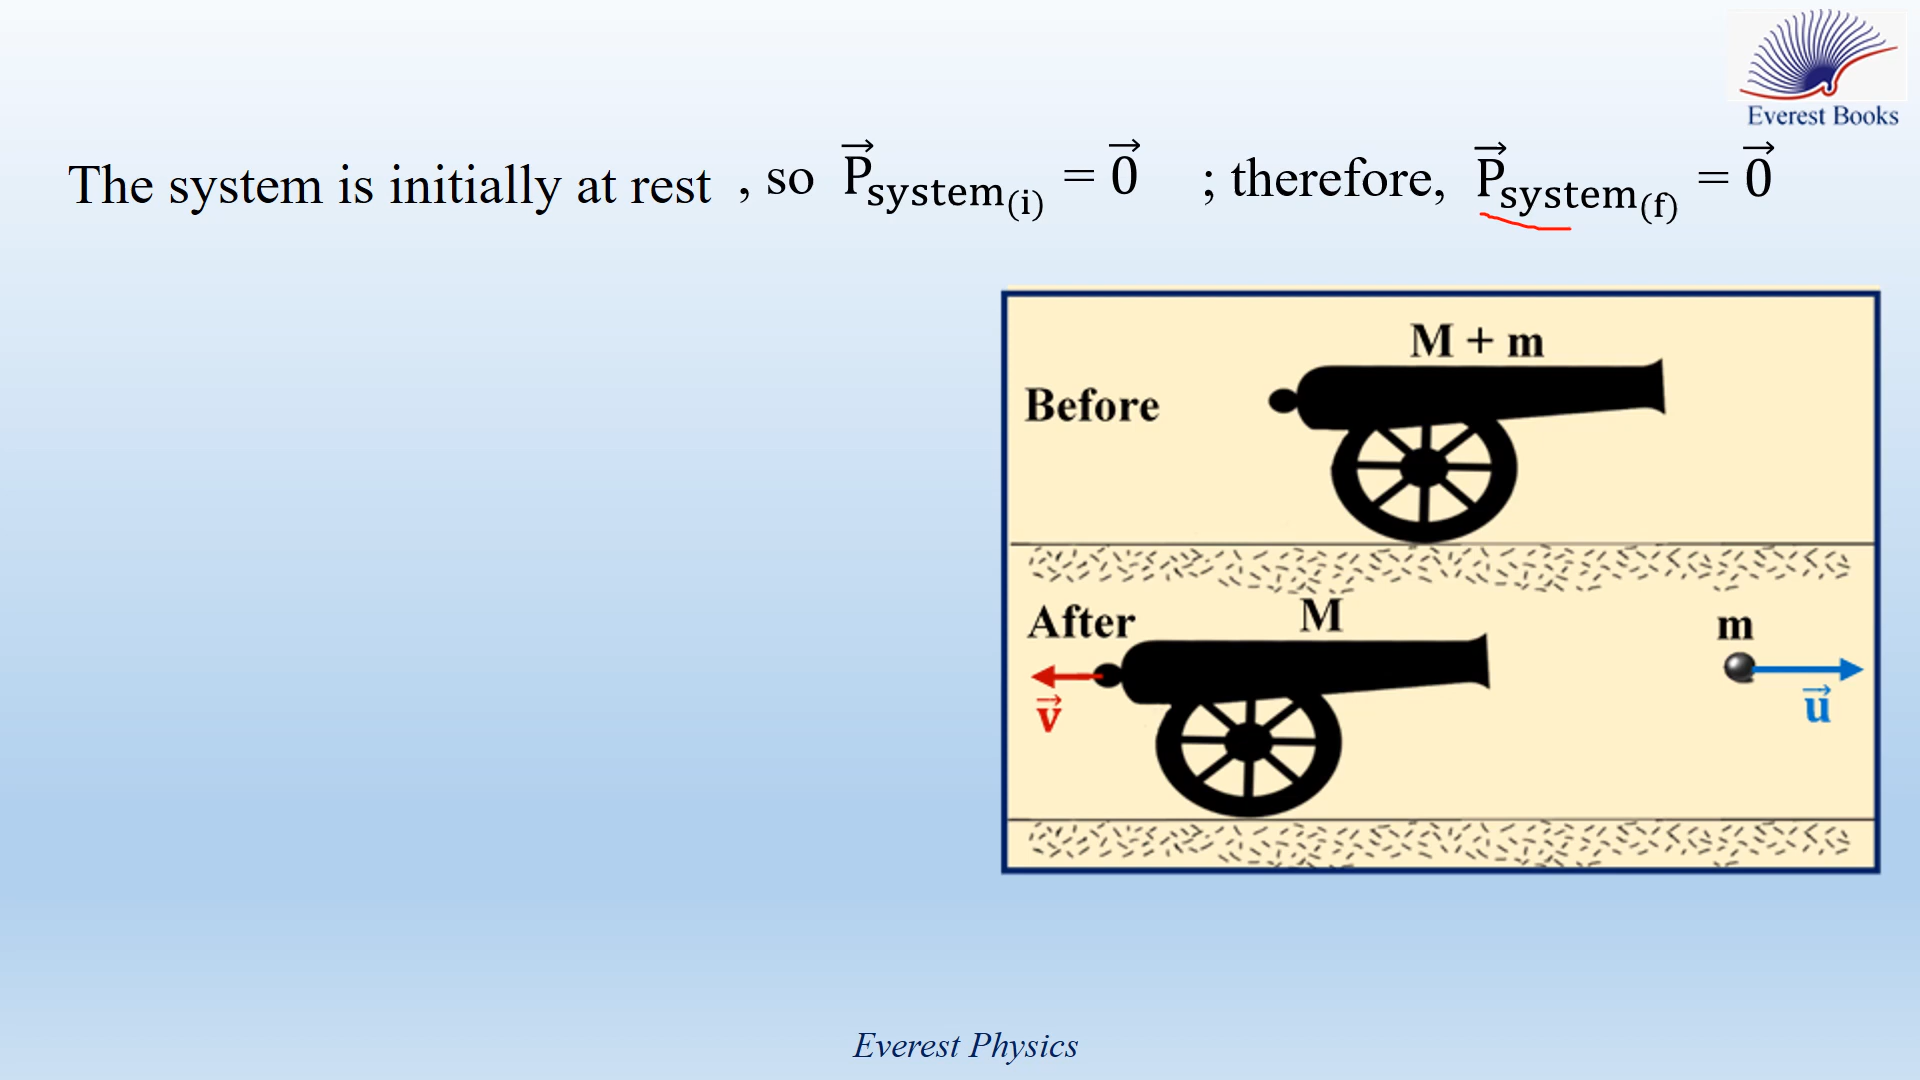 Everest Books
The system is initially at rest , so P⃗system(i) = 0⃗ ; therefore, P⃗system(f) = 0⃗
M + m
Before
After M m
v⃗ u⃗
Everest Physics